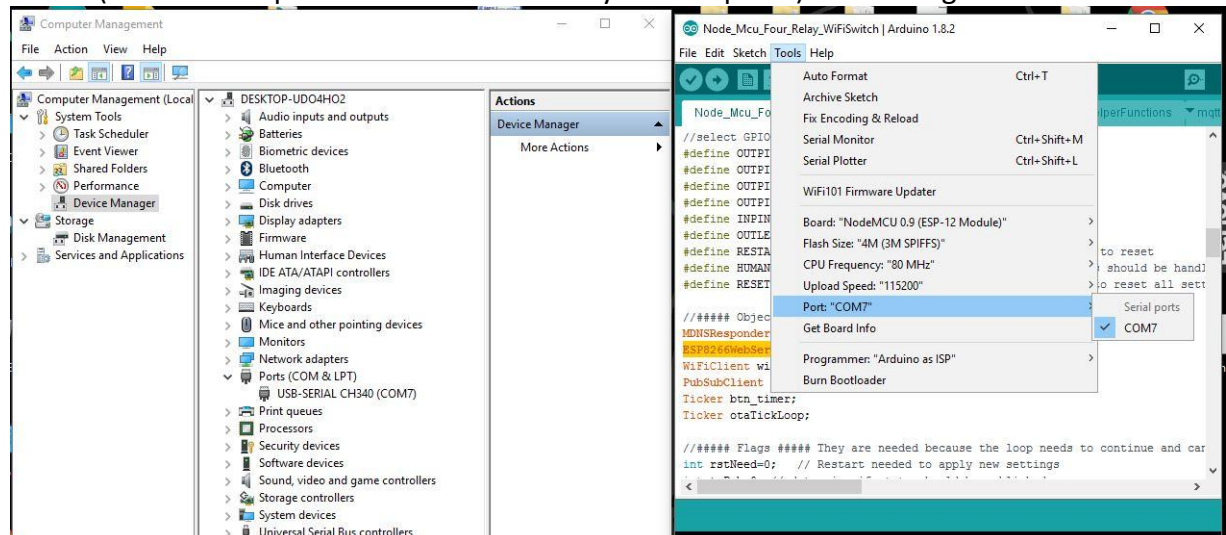 Computer Management
File Action View Help
Computer Management (Local
System Tools
Task Scheduler
Event Viewer
Shared Folders
Performance
Device Manager
Storage
Disk Management
Services and Applications
DESKTOP-UDO4HO2
Audio inputs and outputs
Batteries
Biometric devices
Bluetooth
Computer
Disk drives
Display adapters
Firmware
Human Interface Devices
IDE ATA/ATAPI controllers
Imaging devices
Keyboards
Mice and other pointing devices
Monitors
Network adapters
Ports (COM & LPT)
USB-SERIAL CH340 (COM7)
Print queues
Processors
Security devices
Software devices
Sound, video and game controllers
Storage controllers
System devices
Universal Serial Bus controllers
Actions
Device Manager
More Actions
Node_Mcu_Four_Relay_WiFiSwitch | Arduino 1.8.2
File Edit Sketch Tools Help
Node_Mcu_Fo
lperFunctions mqtt
//select GPIO
#define OUTPI
#define OUTPI
#define OUTPI
#define OUTPI
#define INPIN
#define OUTLE
#define RESTA to reset
#define HUMAN should be handl
#define RESET to reset all sett
//##### Objec
MDNSResponder
ESP8266WebSer
WiFiClient wi
PubSubClient
Ticker btn_timer;
Ticker otaTickLoop;
//##### Flags ##### They are needed because the loop needs to continue and car
int rstNeed=0; // Restart needed to apply new settings
Auto Format Ctrl+T
Archive Sketch
Fix Encoding & Reload
Serial Monitor Ctrl+Shift+M
Serial Plotter Ctrl+Shift+L
WiFi101 Firmware Updater
Board: "NodeMCU 0.9 (ESP-12 Module)"
Flash Size: "4M (3M SPIFFS)"
CPU Frequency: "80 MHz"
Upload Speed: "115200"
Port: "COM7"
Get Board Info
Programmer: "Arduino as ISP"
Burn Bootloader
Serial ports
COM7